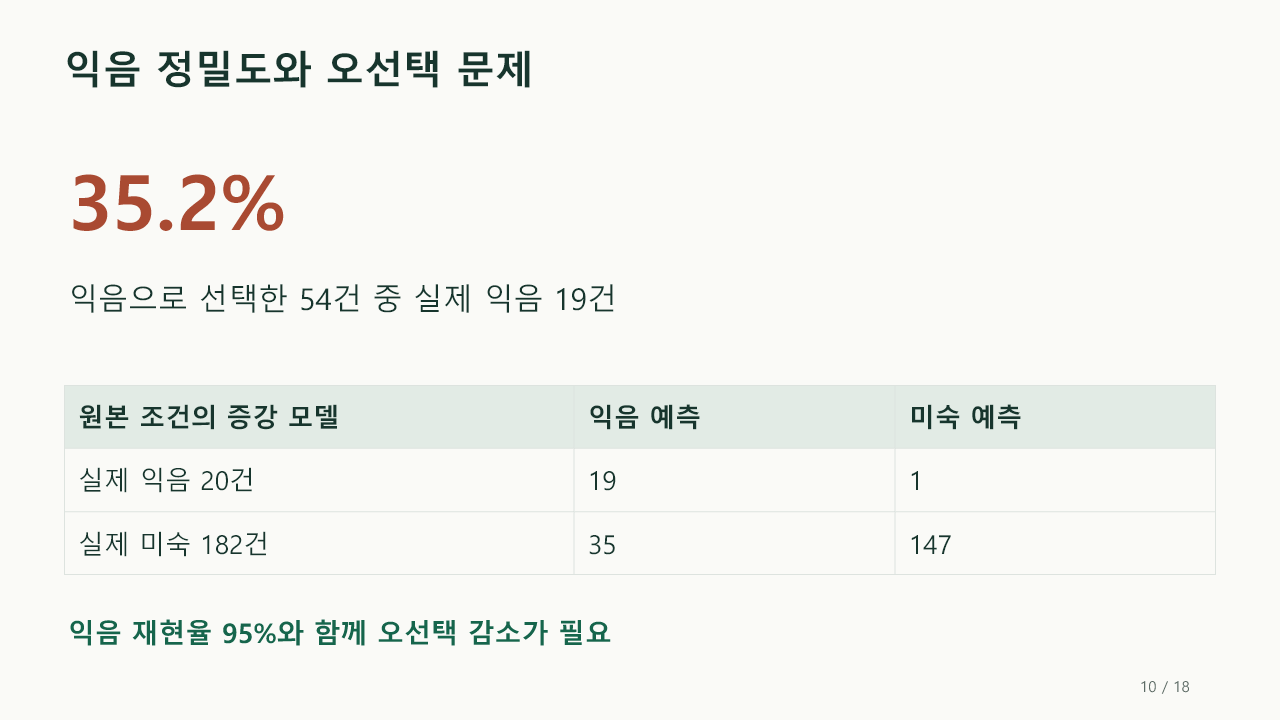 익음 정밀도와 오선택 문제
35.2%
익음으로 선택한 54건 중 실제 익음 19건
원본 조건의 증강 모델 익음 예측 미숙 예측
실제 익음 20건 19 1
실제 미숙 182건 35 147
익음 재현율 95%와 함께 오선택 감소가 필요
10 / 18